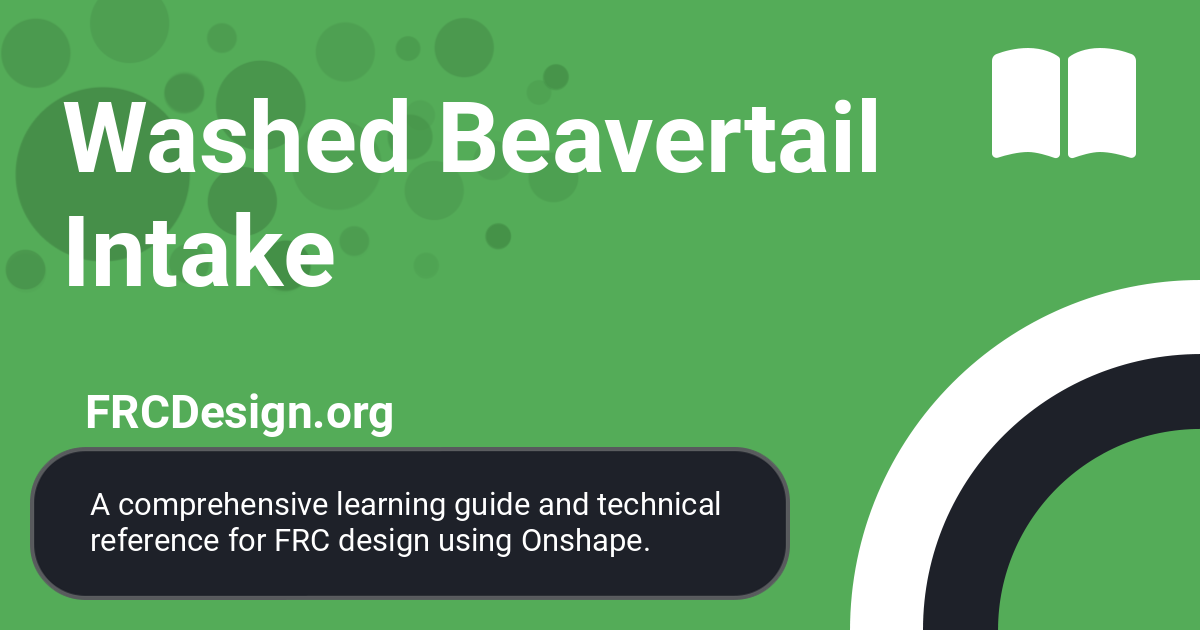 Washed Beavertail
Intake
FRCDesign.org
A comprehensive learning guide and technical
reference for FRC design using Onshape.